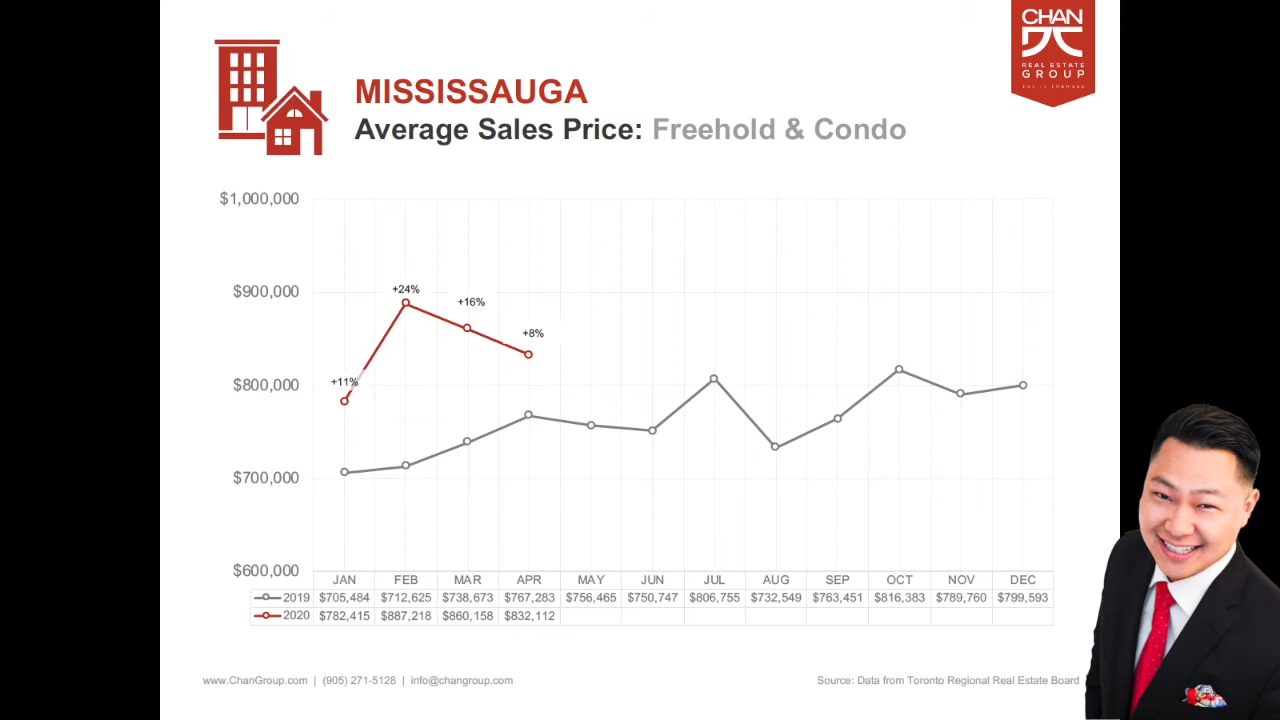 CHAN
REAL ESTATE
GROUP
MISSISSAUGA
Average Sales Price: Freehold & Condo
$1,000,000
$900,000
$800,000
$700,000
$600,000
+11%
+24%
+16%
+8%
JAN FEB MAR APR MAY JUN JUL AUG SEP OCT NOV DEC
2019 $705,484 $712,625 $738,673 $767,283 $756,465 $750,747 $806,755 $732,549 $763,451 $816,383 $789,760 $799,593
2020 $782,415 $887,218 $860,158 $832,112
www.ChanGroup.com | (905) 271-5128 | info@changroup.com
Source: Data from Toronto Regional Real Estate Board